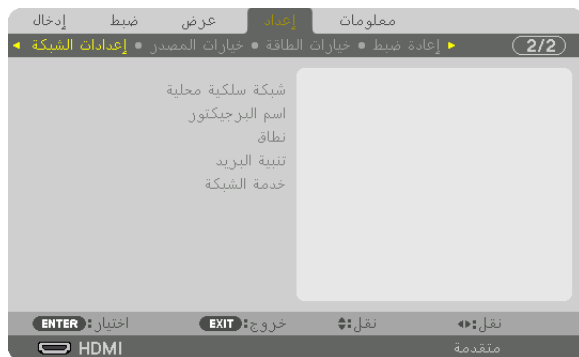 إدخال ضبط عرض إعداد معلومات
◄ إعدادات الشبكة ● خيارات المصدر ● خيارات الطاقة ● إعادة ضبط ► 2/2
شبكة سلكية محلية
اسم البرجيكتور
نطاق
تنبية البريد
خدمة الشبكة
ENTER: اختيار EXIT: خروج نقل: نقل:
HDMI متقدمة